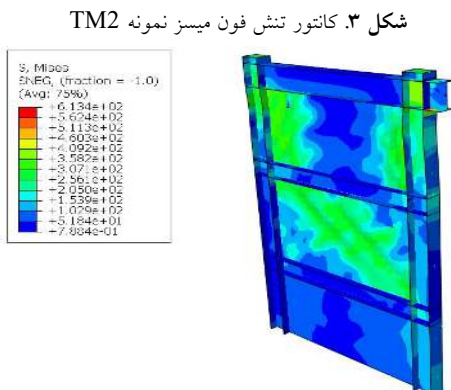 شکل ۳. کانتور تنش فون میسز نمونه TM2
S, Mises
SNEG, (fraction = -1.0)
(Avg: 75%)
+6.134e+02
+5.624e+02
+5.113e+02
+4.603e+02
+4.092e+02
+3.582e+02
+3.071e+02
+2.561e+02
+2.050e+02
+1.539e+02
+1.029e+02
+5.184e+01
+7.884e-01